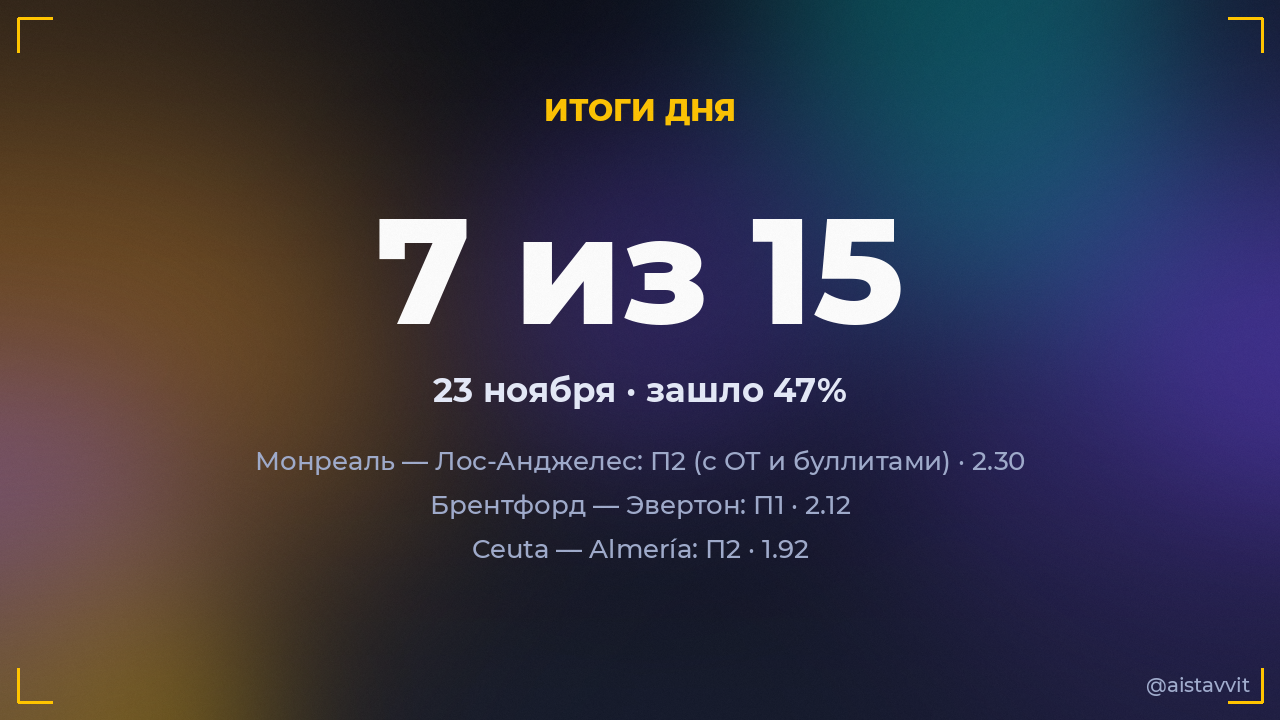 ИТОГИ ДНЯ
7 из 15
23 ноября · зашло 47%
Монреаль — Лос-Анджелес: П2 (с ОТ и буллитами) · 2.30
Брентфорд — Эвертон: П1 · 2.12
Ceuta — Almería: П2 · 1.92
@aistavvit